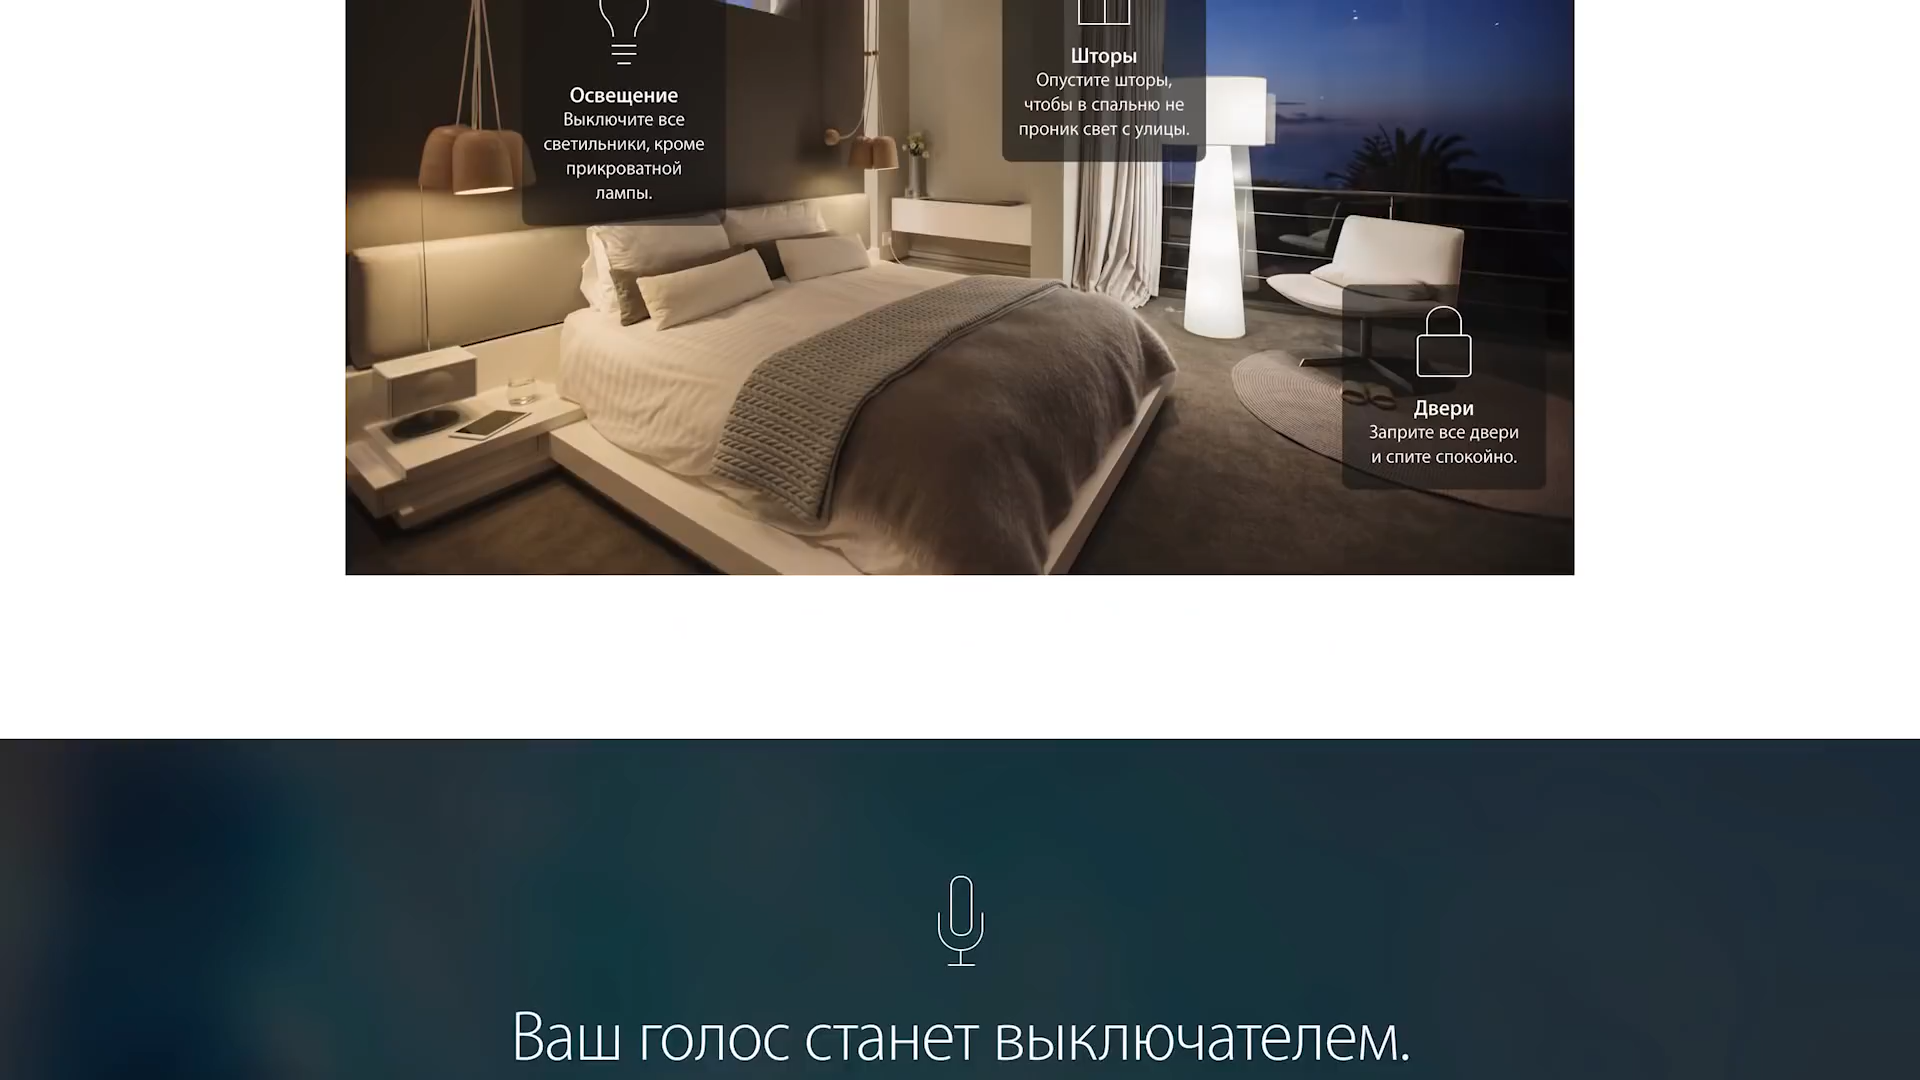 Освещение
Выключите все
светильники, кроме
прикроватной
лампы.
Шторы
Опустите шторы,
чтобы в спальню не
проник свет с улицы.
Двери
Заприте все двери
и спите спокойно.
Ваш голос станет выключателем.